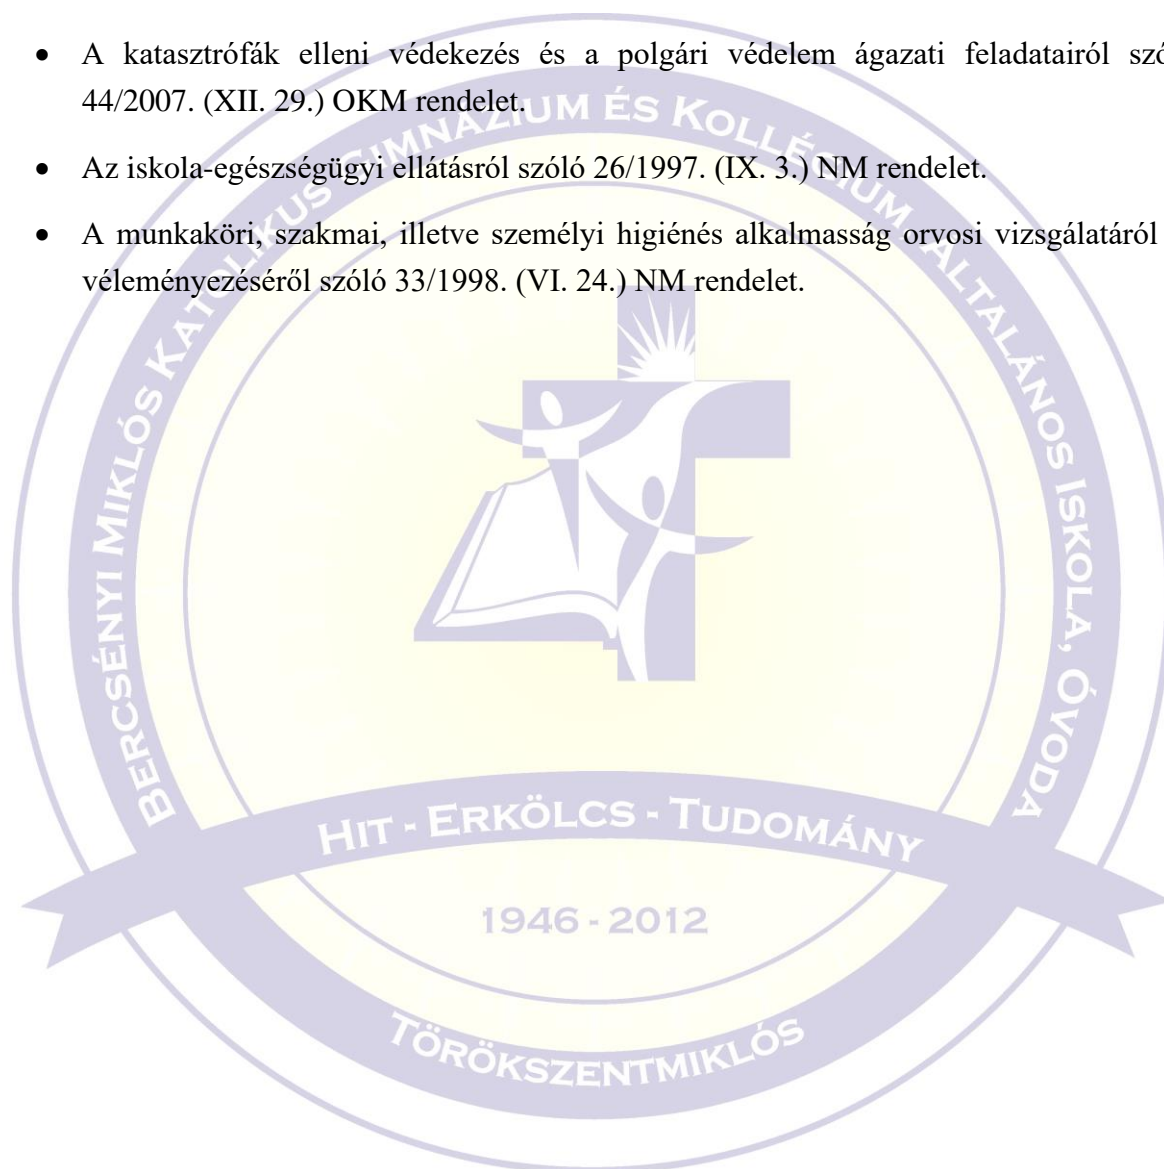 • A katasztrófák elleni védekezés és a polgári védelem ágazati feladatairól
44/2007. (XII. 29.) OKM rendelet.
• Az iskola-egészségügyi ellátásról szóló 26/1997. (IX. 3.) NM rendelet.
• A munkaköri, szakmai, illetve személyi higiénés alkalmasság orvosi vizsgálatáról
véleményezéséről szóló 33/1998. (VI. 24.) NM rendelet.
BERCSÉNYI MIKLÓS KATOLIKUS GIMNÁZIUM ÉS KOLLÉGIUM, ÁLTALÁNOS ISKOLA, ÓVODA
HIT - ERKÖLCS - TUDOMÁNY
1946 - 2012
TÖRÖKSZENTMIKLÓS